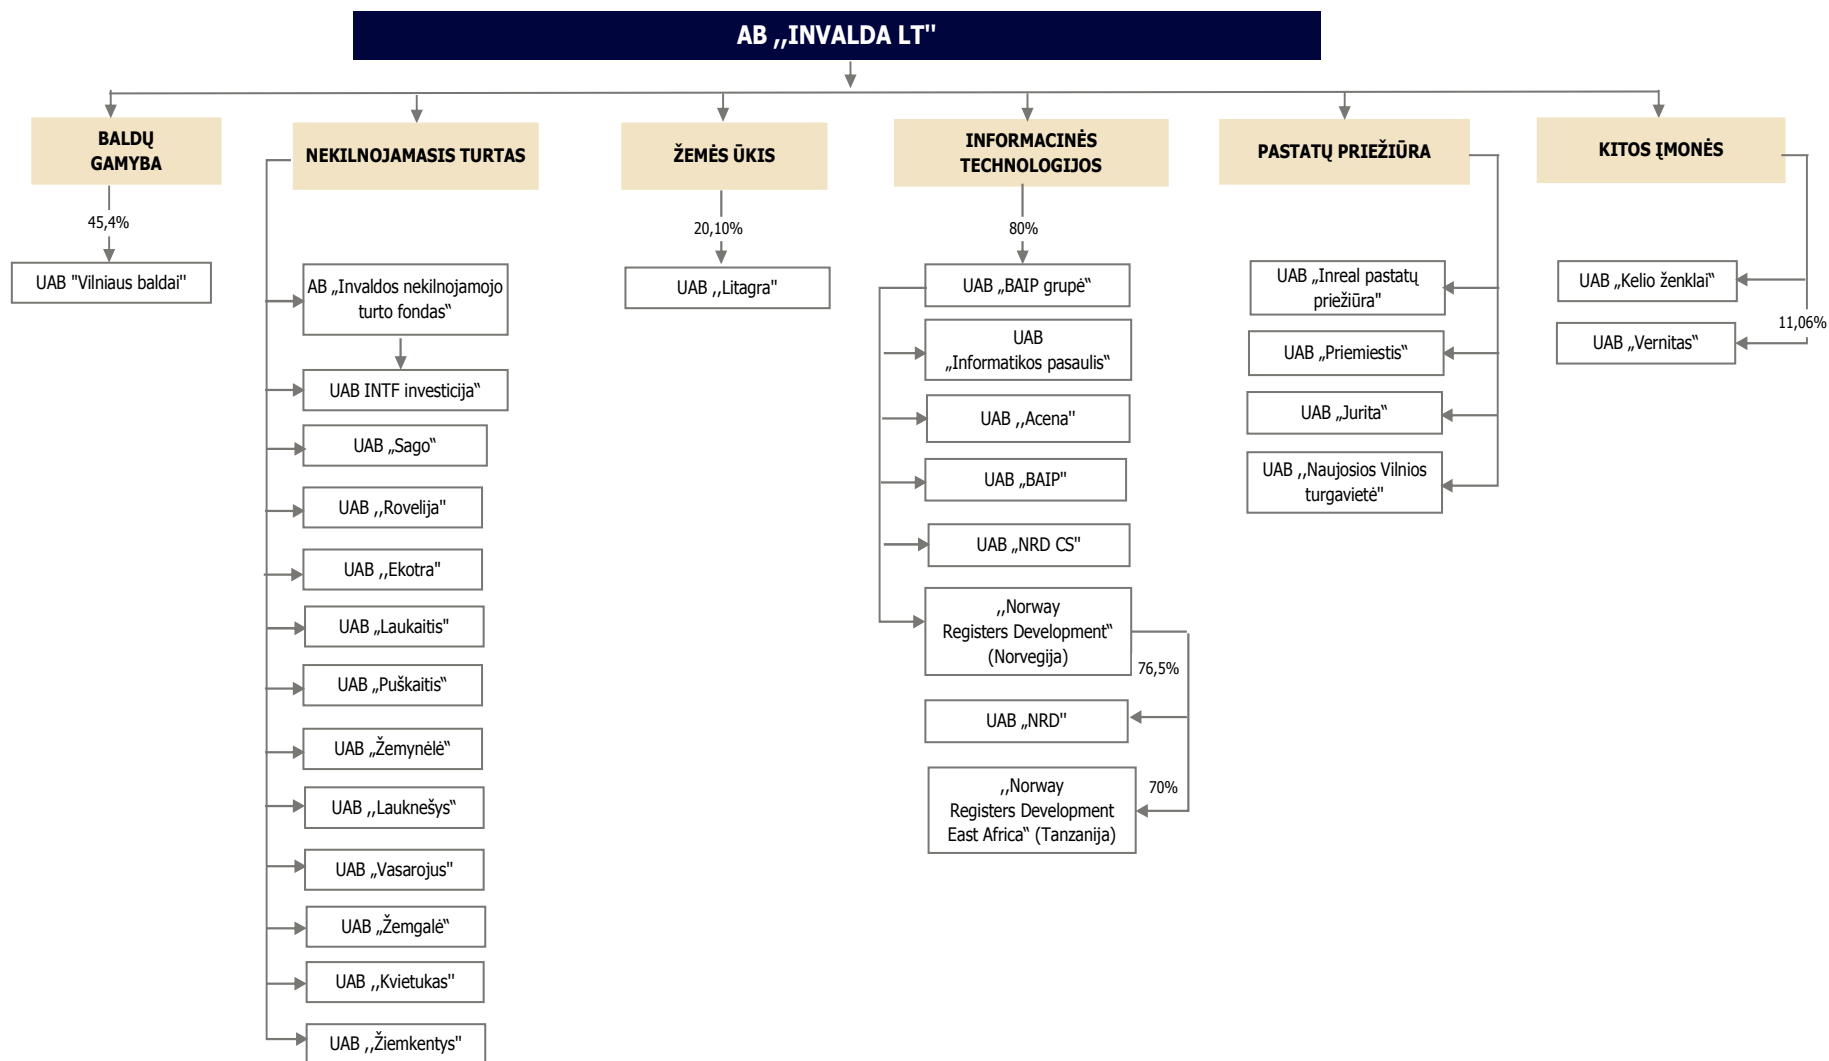 AB ,,INVALDA LT"
BALDŲ
GAMYBA
NEKILNOJAMASIS TURTAS
ŽEMĖS ŪKIS
INFORMACINĖS
TECHNOLOGIJOS
PASTATŲ PRIEŽIŪRA
KITOS ĮMONĖS
45,4%
UAB "Vilniaus baldai"
AB „Invaldos nekilnojamojo
turto fondas“
UAB INTF investicija“
UAB „Sago“
UAB ,,Rovelija"
UAB ,,Ekotra"
UAB „Laukaitis"
UAB „Puškaitis“
UAB „Žemynėlė“
UAB ,,Lauknešys"
UAB „Vasarojus"
UAB „Žemgalė“
UAB ,,Kvietukas"
UAB ,,Žiemkentys"
20,10%
UAB ,,Litagra"
80%
UAB „BAIP grupė“
UAB
„Informatikos pasaulis“
UAB ,,Acena"
UAB „BAIP"
UAB „NRD CS"
,,Norway
Registers Development“
(Norvegija)
76,5%
UAB „NRD"
,,Norway
Registers Development
East Africa“ (Tanzanija)
70%
UAB „Inreal pastatų
priežiūra"
UAB „Priemiestis“
UAB „Jurita“
UAB ,,Naujosios Vilnios
turgavietė"
UAB „Kelio ženklai“
UAB „Vernitas“
11,06%